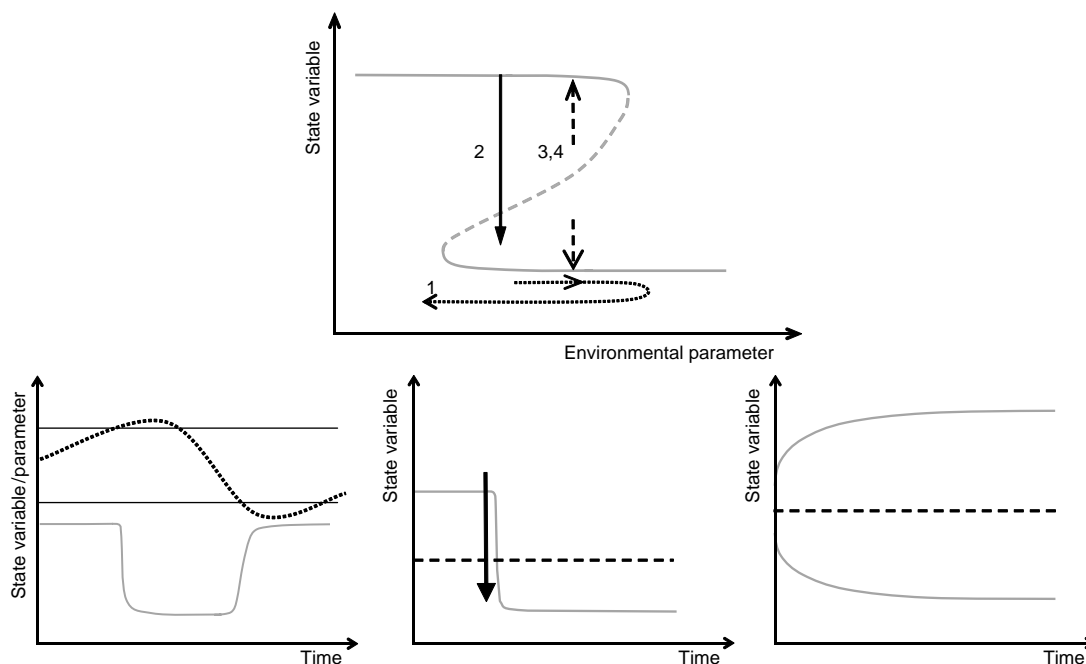 State variable
2
3,4
1
Environmental parameter
State variable/parameter
Time
State variable
Time
State variable
Time